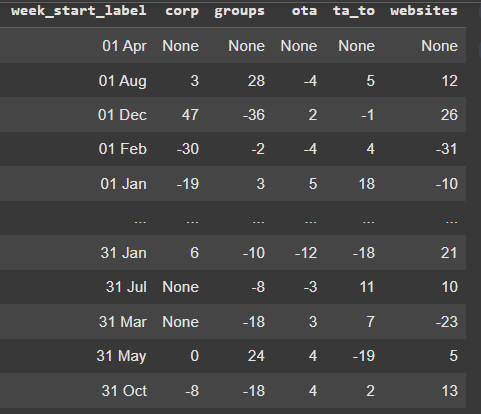 week_start_label corp groups ota ta_to websites
01 Apr None None None None None
01 Aug 3 28 -4 5 12
01 Dec 47 -36 2 -1 26
01 Feb -30 -2 -4 4 -31
01 Jan -19 3 5 18 -10
... ... ... ... ... ...
31 Jan 6 -10 -12 -18 21
31 Jul None -8 -3 11 10
31 Mar None -18 3 7 -23
31 May 0 24 4 -19 5
31 Oct -8 -18 4 2 13